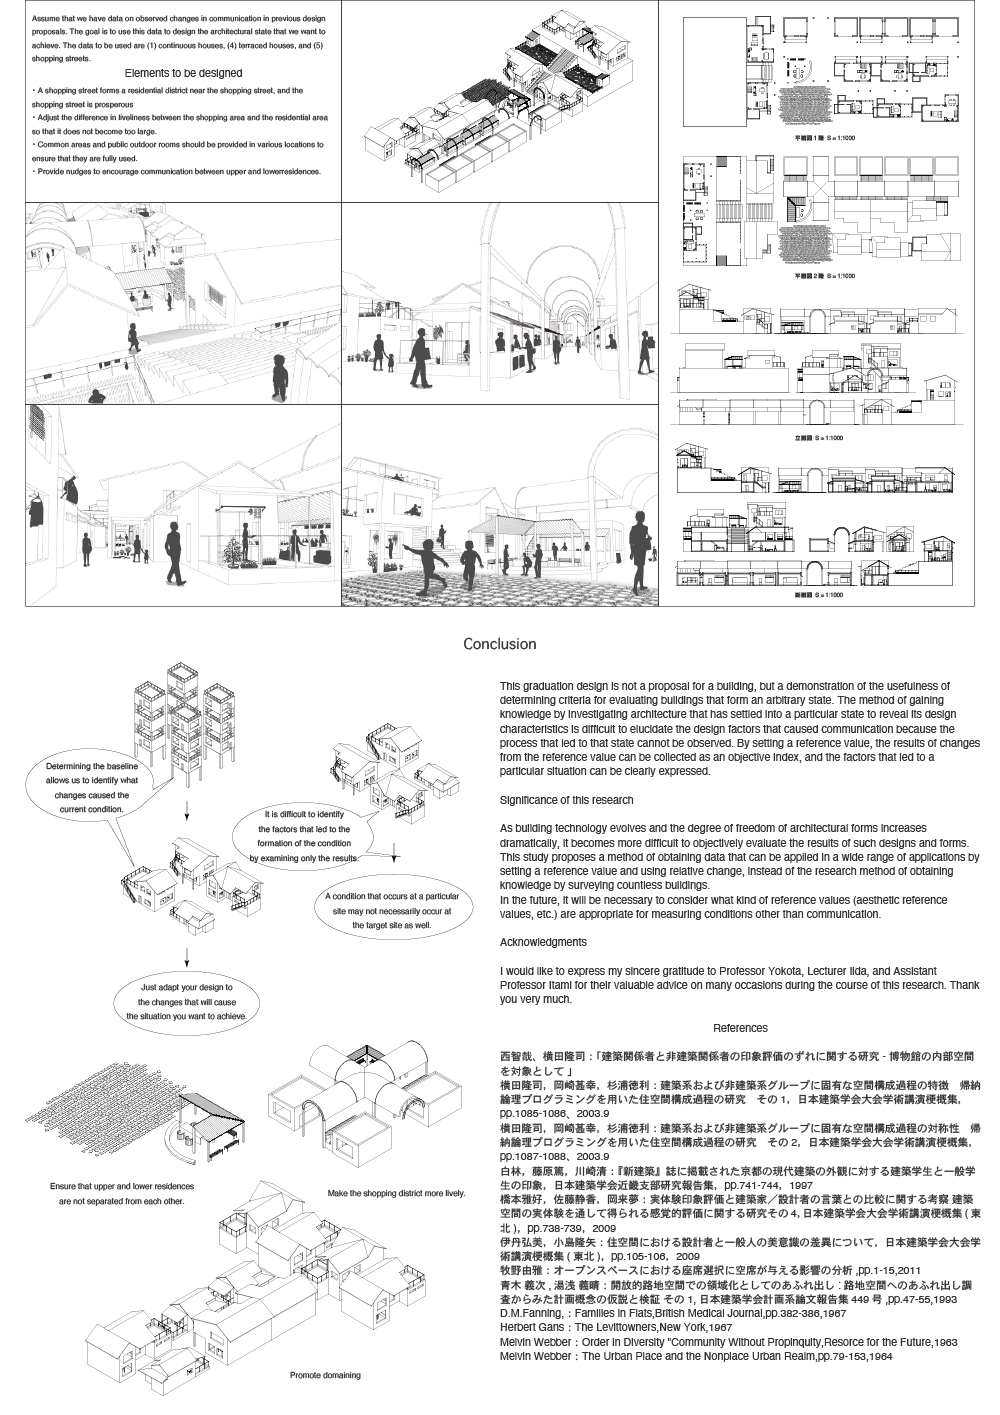 Assume that we have data on observed changes in communication in previous design
proposals. The goal is to use this data to design the architectural state that we want to
achieve. The data to be used are (1) continuous houses, (4) terraced houses, and (5)
shopping streets.
Elements to be designed
・A shopping street forms a residential district near the shopping street, and the
shopping street is prosperous
・Adjust the difference in liveliness between the shopping area and the residential area
so that it does not become too large.
・Common areas and public outdoor rooms should be provided in various locations to
ensure that they are fully used.
・Provide nudges to encourage communication between upper and lowerresidences.
平面図1階 S=1:1000
平面図2階 S=1:1000
立面図 S=1:1000
断面図 S=1:1000
Conclusion
Determining the baseline
allows us to identify what
changes caused the
current condition.
It is difficult to identify
the factors that led to the
formation of the condition
by examining only the results.
A condition that occurs at a particular
site may not necessarily occur at
the target site as well.
Just adapt your design to
the changes that will cause
the situation you want to achieve.
Ensure that upper and lower residences
are not separated from each other.
Make the shopping district more lively.
Promote domaining
This graduation design is not a proposal for a building, but a demonstration of the usefulness of
determining criteria for evaluating buildings that form an arbitrary state. The method of gaining
knowledge by investigating architecture that has settled into a particular state to reveal its design
characteristics is difficult to elucidate the design factors that caused communication because the
process that led to that state cannot be observed. By setting a reference value, the results of changes
from the reference value can be collected as an objective index, and the factors that led to a
particular situation can be clearly expressed.
Significance of this research
As building technology evolves and the degree of freedom of architectural forms increases
dramatically, it becomes more difficult to objectively evaluate the results of such designs and forms.
This study proposes a method of obtaining data that can be applied in a wide range of applications by
setting a reference value and using relative change, instead of the research method of obtaining
knowledge by surveying countless buildings.
In the future, it will be necessary to consider what kind of reference values (aesthetic reference
values, etc.) are appropriate for measuring conditions other than communication.
Acknowledgments
I would like to express my sincere gratitude to Professor Yokota, Lecturer Iida, and Assistant
Professor Itami for their valuable advice on many occasions during the course of this research. Thank
you very much.
References
西智哉、横田隆司：｢建築関係者と非建築関係者の印象評価のずれに関する研究 - 博物館の内部空間
を対象として 」
横田隆司，岡崎甚幸，杉浦徳利：建築系および非建築系グループに固有な空間構成過程の特徴　帰納
論理プログラミングを用いた住空間構成過程の研究　その 1，日本建築学会大会学術講演梗概集，
pp.1085-1086、2003.9
横田隆司，岡崎甚幸，杉浦徳利：建築系および非建築系グループに固有な空間構成過程の対称性　帰
納論理プログラミングを用いた住空間構成過程の研究　その 2，日本建築学会大会学術講演梗概集，
pp.1087-1088、2003.9
白林，藤原篤，川崎清：『新建築』誌に掲載された京都の現代建築の外観に対する建築学生と一般学
生の印象，日本建築学会近畿支部研究報告集，pp.741-744，1997
橋本雅好，佐藤静香，岡来夢：実体験印象評価と建築家／設計者の言葉との比較に関する考察 建築
空間の実体験を通して得られる感覚的評価に関する研究その 4, 日本建築学会大会学術講演梗概集 ( 東
北 )，pp.738-739，2009
伊丹弘美，小島隆矢：住空間における設計者と一般人の美意識の差異について，日本建築学会大会学
術講演梗概集 ( 東北 )，pp.105-106，2009
牧野由雅：オープンスペースにおける座席選択に空席が与える影響の分析 ,pp.1-15,2011
青木 義次 , 湯浅 義晴：開放的路地空間での領域化としてのあふれ出し : 路地空間へのあふれ出し調
査からみた計画概念の仮説と検証 その 1, 日本建築学会計画系論文報告集 449 号 ,pp.47-55,1993
D.M.Fanning,：Families in Flats,British Medical Journal,pp.382-386,1967
Herbert Gans：The Levittowners,New York,1967
Melvin Webber：Order in Diversity "Community Without Propinquity,Resorce for the Future,1963
Melvin Webber：The Urban Place and the Nonplace Urban Realm,pp.79-153,1964